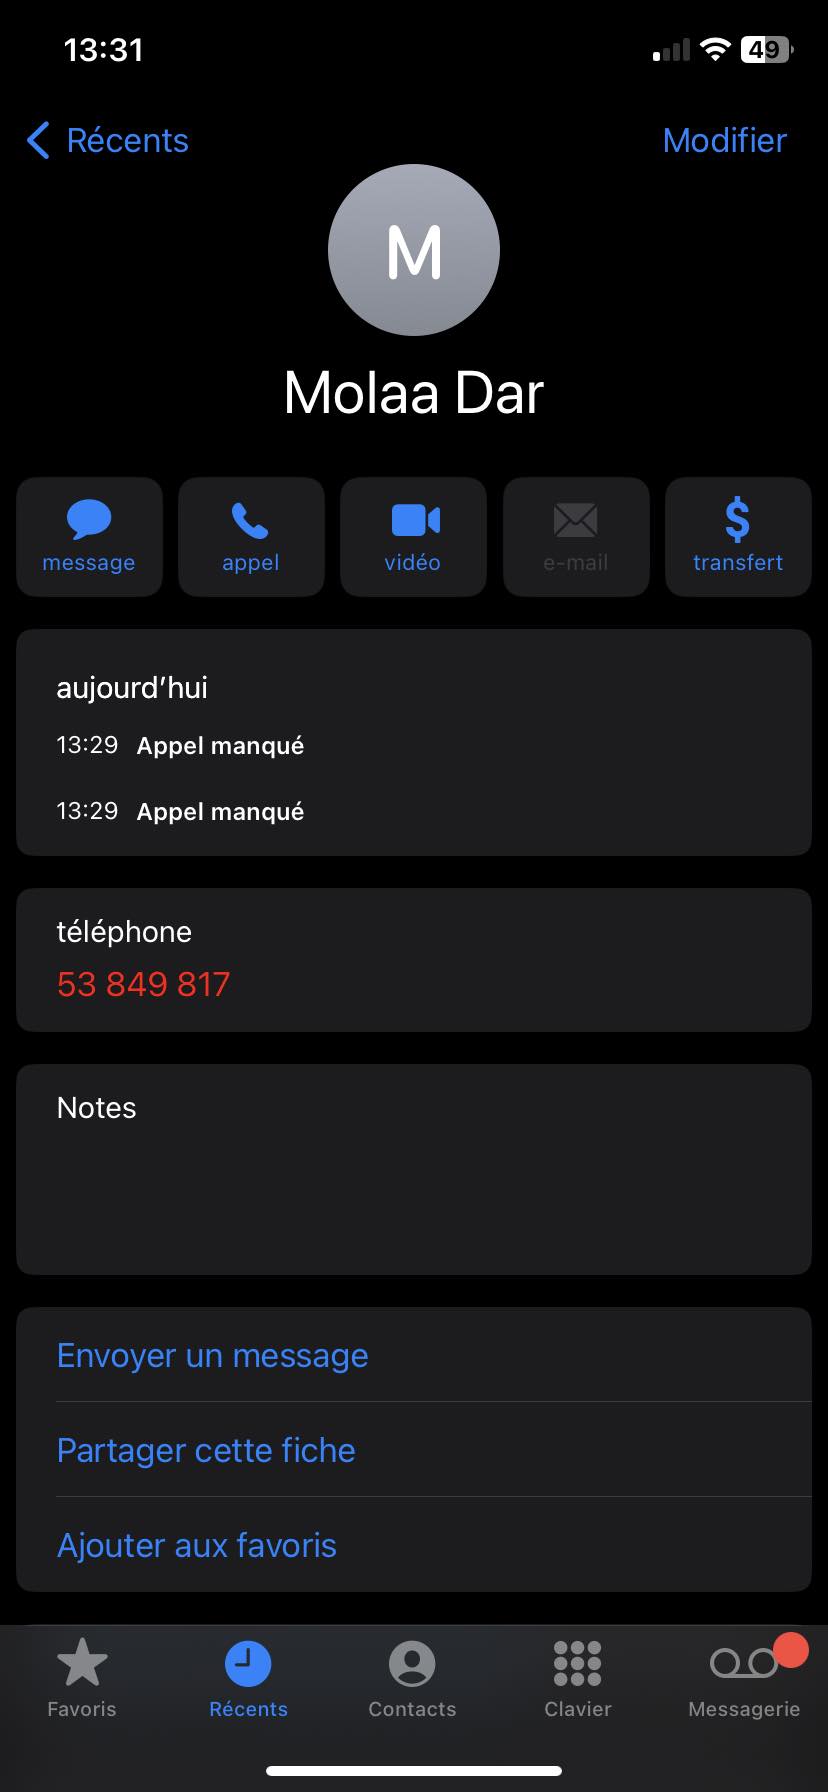 13:31
49
Récents
Modifier
M
Molaa Dar
message
appel
vidéo
e-mail
$
transfert
aujourd’hui
13:29 Appel manqué
13:29 Appel manqué
téléphone
53 849 817
Notes
Envoyer un message
Partager cette fiche
Ajouter aux favoris
Favoris
Récents
Contacts
Clavier
Messagerie